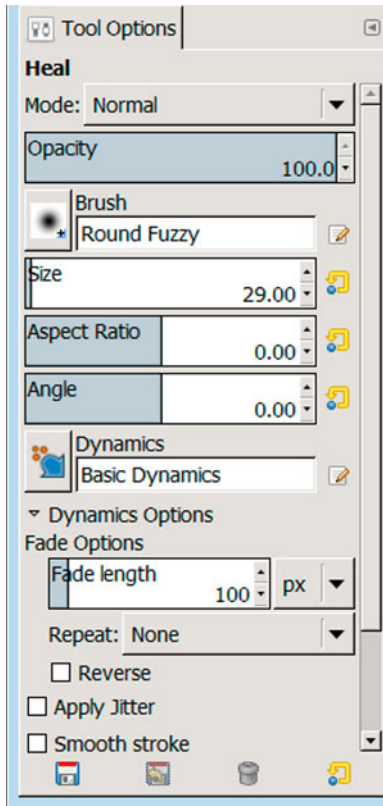 Tool Options
Heal
Mode: Normal
Opacity
100.0
Brush
Round Fuzzy
Size
29.00
Aspect Ratio
0.00
Angle
0.00
Dynamics
Basic Dynamics
Dynamics Options
Fade Options
Fade length
100 px
Repeat: None
Reverse
Apply Jitter
Smooth stroke